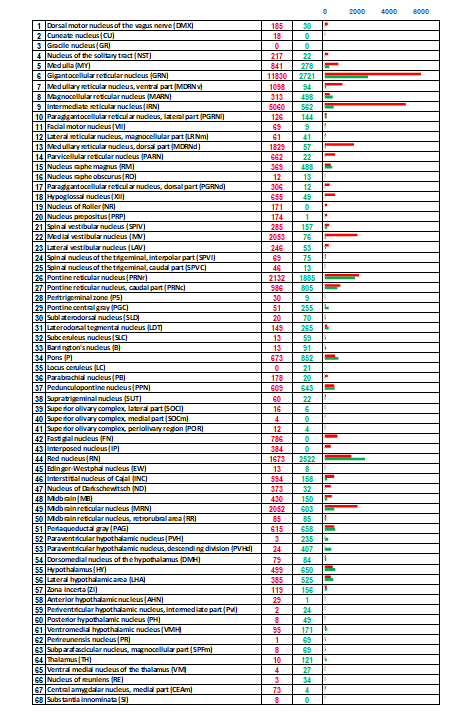 0 2000 4000 6000
1 Dorsal motor nucleus of the vagus nerve (DMX) 185 30
2 Cuneate nucleus (CU) 18 0
3 Gracile nucleus (GR) 0 0
4 Nucleus of the solitary tract (NST) 217 22
5 Medulla (MY) 841 278
6 Gigantocellular reticular nucleus (GRN) 11830 2721
7 Medullary reticular nucleus, ventral part (MDRNv) 1098 94
8 Magnocellular reticular nucleus (MARN) 313 498
9 Intermediate reticular nucleus (IRN) 5060 562
10 Paragigantocellular reticular nucleus, lateral part (PGRNl) 126 144
11 Facial motor nucleus (VII) 69 9
12 Lateral reticular nucleus, magnocellular part (LRNm) 61 41
13 Medullary reticular nucleus, dorsal part (MDRNd) 1829 57
14 Parvicellular reticular nucleus (PARN) 662 22
15 Nucleus raphe magnus (RM) 369 488
16 Nucleus raphe obscurus (RO) 12 13
17 Paragigantocellular reticular nucleus, dorsal part (PGRNd) 306 12
18 Hypoglossal nucleus (XII) 655 49
19 Nucleus of Roller (NR) 171 0
20 Nucleus prepositus (PRP) 174 1
21 Spinal vestibular nucleus (SPIV) 285 157
22 Medial vestibular nucleus (MV) 2053 76
23 Lateral vestibular nucleus (LAV) 246 53
24 Spinal nucleus of the trigeminal, interpolar part (SPVI) 69 75
25 Spinal nucleus of the trigeminal, caudal part (SPVC) 46 13
26 Pontine reticular nucleus (PRNr) 2132 1885
27 Pontine reticular nucleus, caudal part (PRNc) 986 805
28 Peritrigeminal zone (P5) 30 9
29 Pontine central gray (PGC) 51 255
30 Sublaterodorsal nucleus (SLD) 20 70
31 Laterodorsal tegmental nucleus (LDT) 149 265
32 Subceruleus nucleus (SLC) 13 59
33 Barrington's nucleus (B) 13 91
34 Pons (P) 673 852
35 Locus ceruleus (LC) 0 21
36 Parabrachial nucleus (PB) 178 20
37 Pedunculopontine nucleus (PPN) 609 643
38 Supratrigeminal nucleus (SUT) 60 22
39 Superior olivary complex, lateral part (SOCl) 16 6
40 Superior olivary complex, medial part (SOCm) 4 0
41 Superior olivary complex, periolivary region (POR) 12 4
42 Fastigial nucleus (FN) 786 0
43 Interposed nucleus (IP) 384 0
44 Red nucleus (RN) 1673 2522
45 Edinger-Westphal nucleus (EW) 13 8
46 Interstitial nucleus of Cajal (INC) 594 158
47 Nucleus of Darkschewitsch (ND) 373 32
48 Midbrain (MB) 430 150
49 Midbrain reticular nucleus (MRN) 2052 603
50 Midbrain reticular nucleus, retrorubral area (RR) 85 85
51 Periaqueductal gray (PAG) 615 658
52 Paraventricular hypothalamic nucleus (PVH) 3 235
53 Paraventricular hypothalamic nucleus, descending division (PVHd) 24 407
54 Dorsomedial nucleus of the hypothalamus (DMH) 79 84
55 Hypothalamus (HY) 499 650
56 Lateral hypothalamic area (LHA) 385 525
57 Zona incerta (ZI) 119 156
58 Anterior hypothalamic nucleus (AHN) 29 1
59 Periventricular hypothalamic nucleus, intermediate part (PVi) 2 24
60 Posterior hypothalamic nucleus (PH) 8 49
61 Ventromedial hypothalamic nucleus (VMH) 95 171
62 Perireunensis nucleus (PR) 1 69
63 Subparafascicular nucleus, magnocellular part (SPFm) 8 69
64 Thalamus (TH) 10 121
65 Ventral medial nucleus of the thalamus (VM) 4 27
66 Nucleus of reuniens (RE) 3 34
67 Central amygdalar nucleus, medial part (CEAm) 73 4
68 Substantia innominata (SI) 8 0